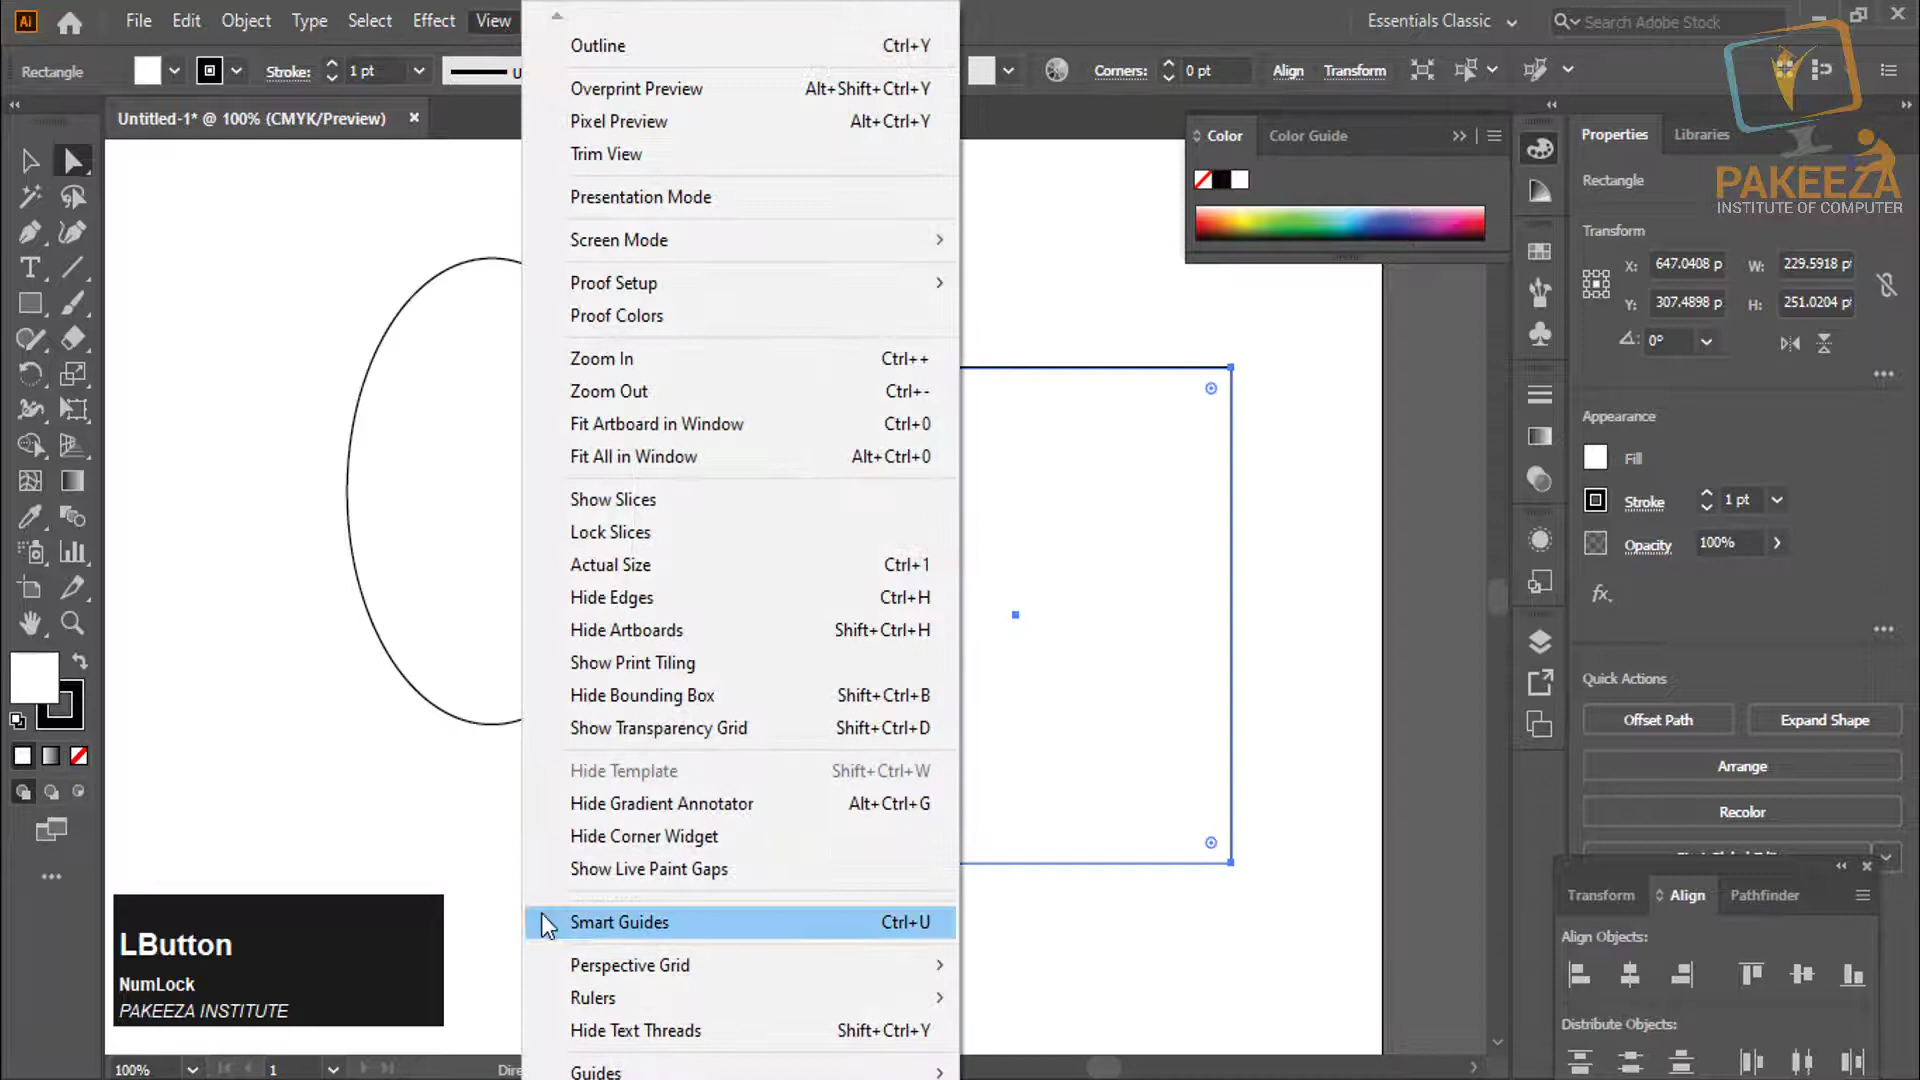 Ai
File Edit Object Type Select Effect View
Essentials Classic
Search Adobe Stock
Rectangle
Stroke: 1 pt
U
Corners: 0 pt
Align
Transform
Untitled-1* @ 100% (CMYK/Preview)
Outline Ctrl+Y
Overprint Preview Alt+Shift+Ctrl+Y
Pixel Preview Alt+Ctrl+Y
Trim View
Presentation Mode
Screen Mode
Proof Setup
Proof Colors
Zoom In Ctrl++
Zoom Out Ctrl+-
Fit Artboard in Window Ctrl+0
Fit All in Window Alt+Ctrl+0
Show Slices
Lock Slices
Actual Size Ctrl+1
Hide Edges Ctrl+H
Hide Artboards Shift+Ctrl+H
Show Print Tiling
Hide Bounding Box Shift+Ctrl+B
Show Transparency Grid Shift+Ctrl+D
Hide Template Shift+Ctrl+W
Hide Gradient Annotator Alt+Ctrl+G
Hide Corner Widget
Show Live Paint Gaps
Smart Guides Ctrl+U
Perspective Grid
Rulers
Hide Text Threads Shift+Ctrl+Y
Guides
Color Color Guide
Properties Libraries
PAKEEZA
INSTITUTE OF COMPUTER
Rectangle
Transform
X: 647.0408 p W: 229.5918 p
Y: 307.4898 p H: 251.0204 p
0°
Appearance
Fill
Stroke 1 pt
Opacity 100%
fx
Quick Actions
Offset Path Expand Shape
Arrange
Recolor
Transform Align Pathfinder
Align Objects:
Distribute Objects:
LButton
NumLock
PAKEEZA INSTITUTE
100% 1 Dire